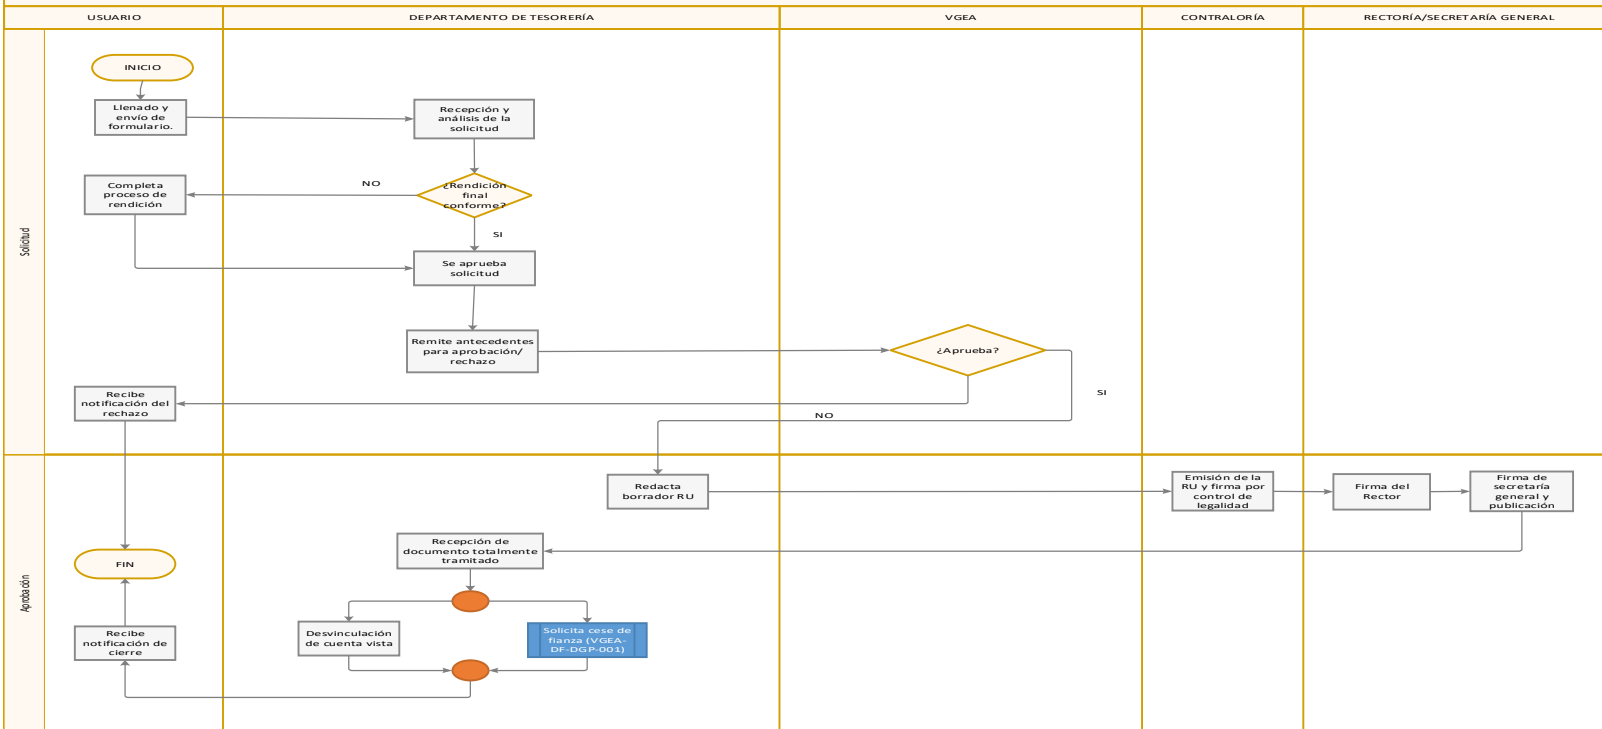 USUARIO
DEPARTAMENTO DE TESORERÍA
VGEA
CONTRALORÍA
RECTORÍA/SECRETARÍA GENERAL
Solicitud
INICIO
Llenado y
envío de
formulario.
Recepción y
análisis de la
solicitud
Completa
proceso de
rendición
NO
¿Rendición
final
conforme?
SI
Se aprueba
solicitud
Remite antecedentes
para aprobación/
rechazo
¿Aprueba?
SI
Recibe
notificación del
rechazo
NO
Aprobación
Redacta
borrador RU
Emisión de la
RU y firma por
control de
legalidad
Firma del
Rector
Firma de
secretaría
general y
publicación
Recepción de
documento totalmente
tramitado
FIN
Desvinculación
de cuenta vista
Solicita cese de
fianza (VGEA-
DF-DGP-001)
Recibe
notificación de
cierre